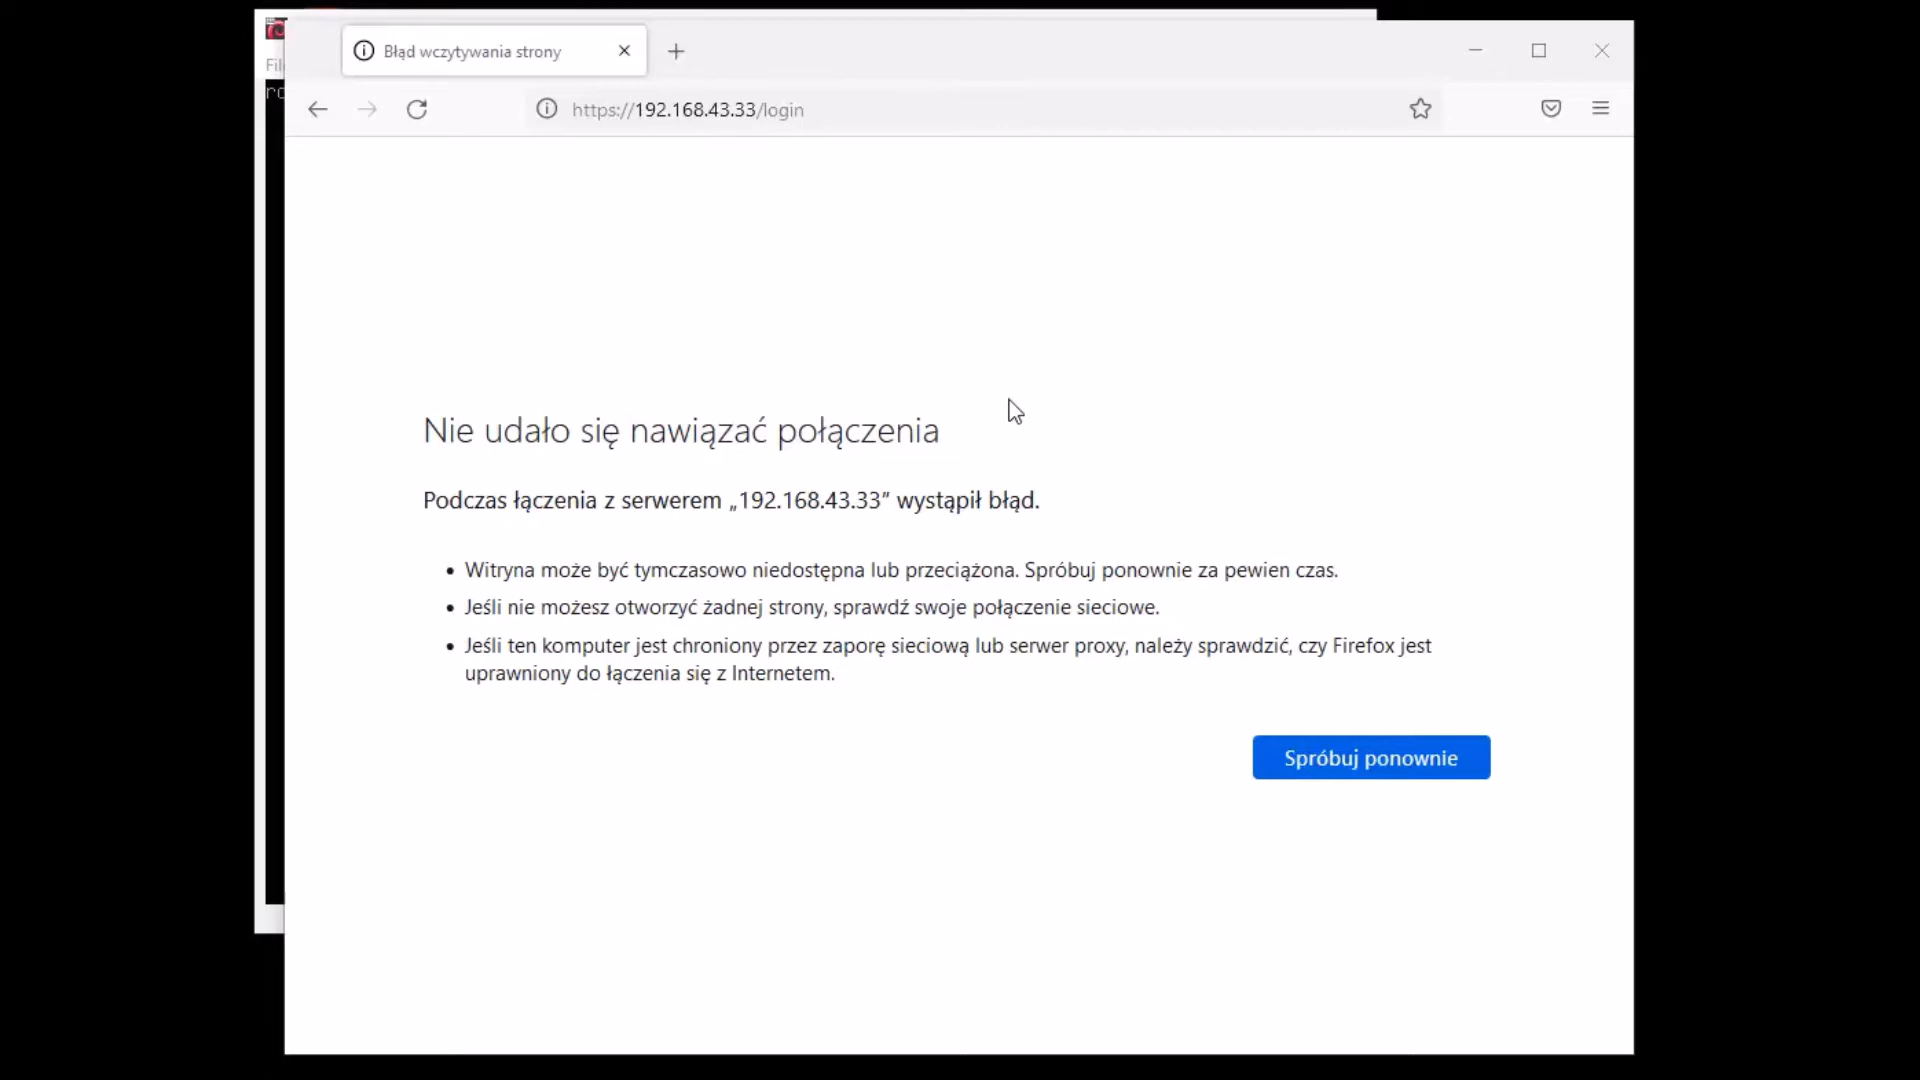 Błąd wczytywania strony
Fil
ro
https://192.168.43.33/login
Nie udało się nawiązać połączenia
Podczas łączenia z serwerem „192.168.43.33” wystąpił błąd.
• Witryna może być tymczasowo niedostępna lub przeciążona. Spróbuj ponownie za pewien czas.
• Jeśli nie możesz otworzyć żadnej strony, sprawdź swoje połączenie sieciowe.
• Jeśli ten komputer jest chroniony przez zaporę sieciową lub serwer proxy, należy sprawdzić, czy Firefox jest
uprawniony do łączenia się z Internetem.
Spróbuj ponownie